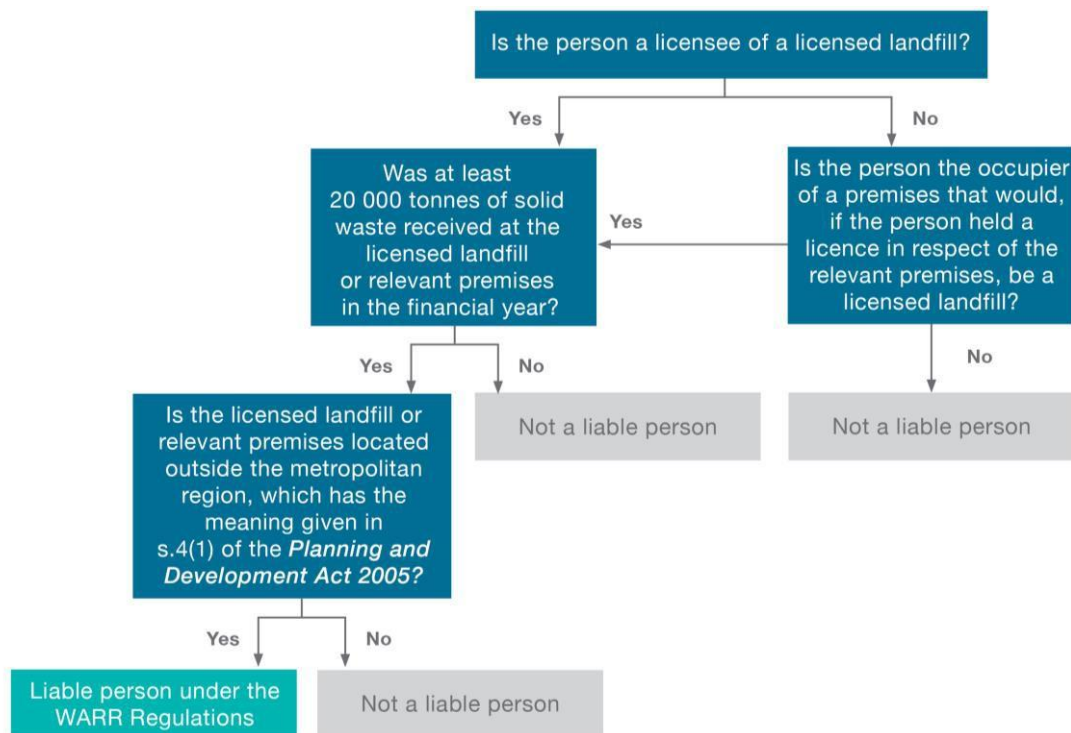 Is the person a licensee of a licensed landfill?
Yes
No
Was at least
20 000 tonnes of solid
waste received at the
licensed landfill
or relevant premises
in the financial year?
Yes
Is the person the occupier
of a premises that would,
if the person held a
licence in respect of the
relevant premises, be a
licensed landfill?
Yes
No
No
Is the licensed landfill or
relevant premises located
outside the metropolitan
region, which has the
meaning given in
s.4(1) of the Planning and
Development Act 2005?
Not a liable person
Not a liable person
Yes
No
Liable person under the
WARR Regulations
Not a liable person